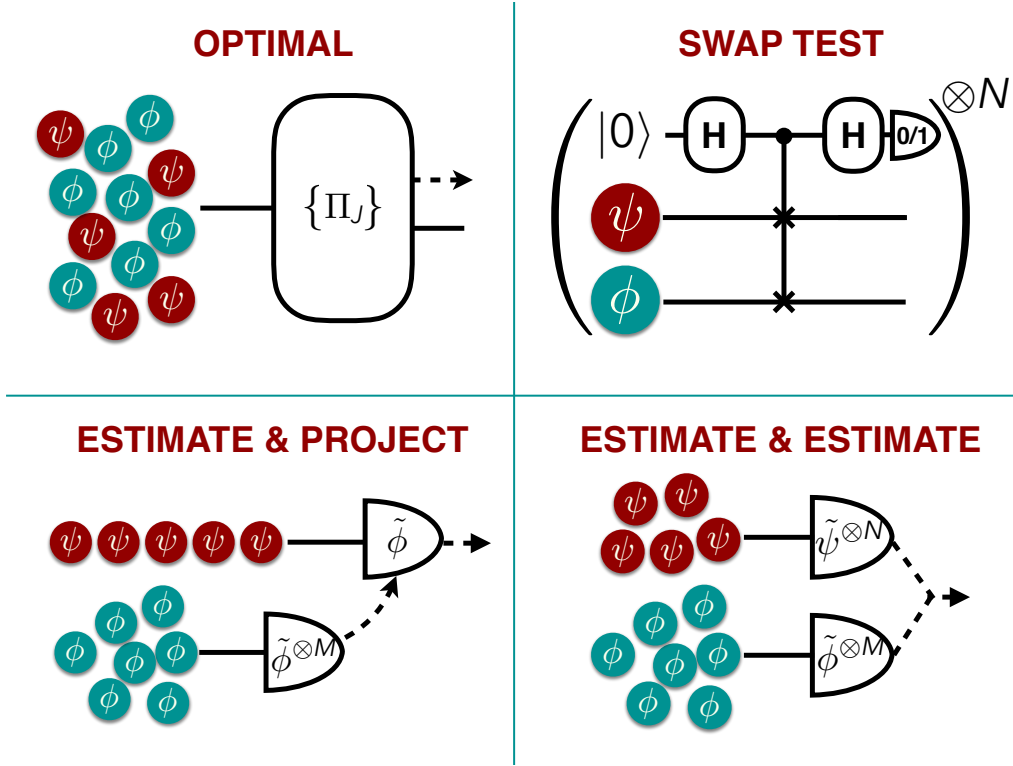 OPTIMAL
ψ φ
φ ψ
φ φ
ψ φ
φ
φ ψ
ψ
{Π_J}
SWAP TEST
|0⟩ H H 0/1 ⊗N
ψ
φ
ESTIMATE & PROJECT
ψ ψ ψ ψ ψ
φ̃
φ φ
φ φ φ
φ φ
φ̃^⊗M
ESTIMATE & ESTIMATE
ψ ψ
ψ ψ ψ
ψ̃^⊗N
φ φ
φ φ φ
φ φ
φ̃^⊗M